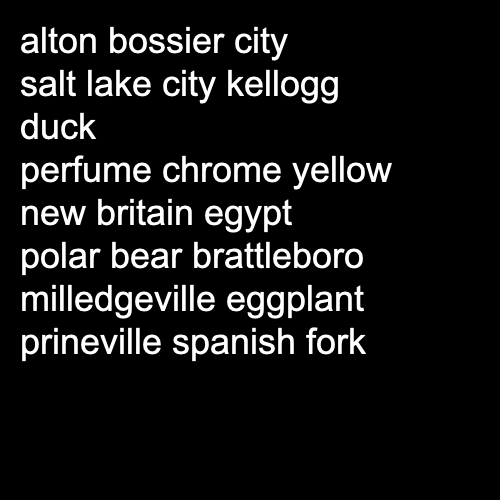 alton bossier city
salt lake city kellogg
duck
perfume chrome yellow
new britain egypt
polar bear brattleboro
milledgeville eggplant
prineville spanish fork